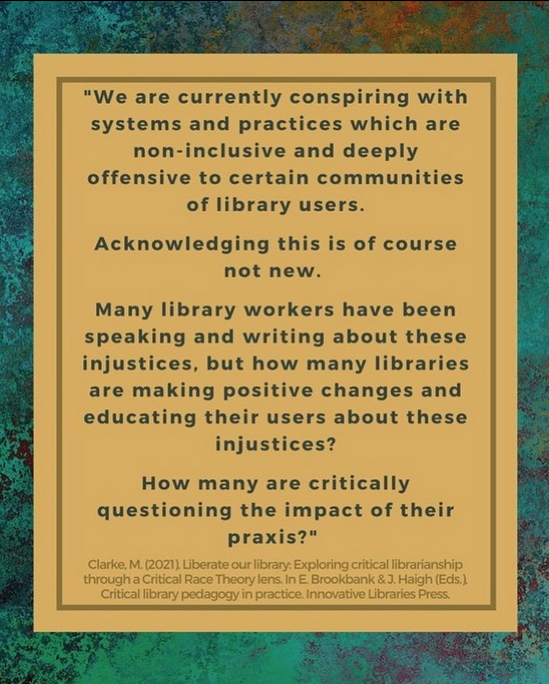 "We are currently conspiring with
systems and practices which are
non-inclusive and deeply
offensive to certain communities
of library users.
Acknowledging this is of course
not new.
Many library workers have been
speaking and writing about these
injustices, but how many libraries
are making positive changes and
educating their users about these
injustices?
How many are critically
questioning the impact of their
praxis?"
Clarke, M. (2021). Liberate our library: Exploring critical librarianship
through a Critical Race Theory lens. In E. Brookbank & J. Haigh (Eds.),
Critical library pedagogy in practice. Innovative Libraries Press.